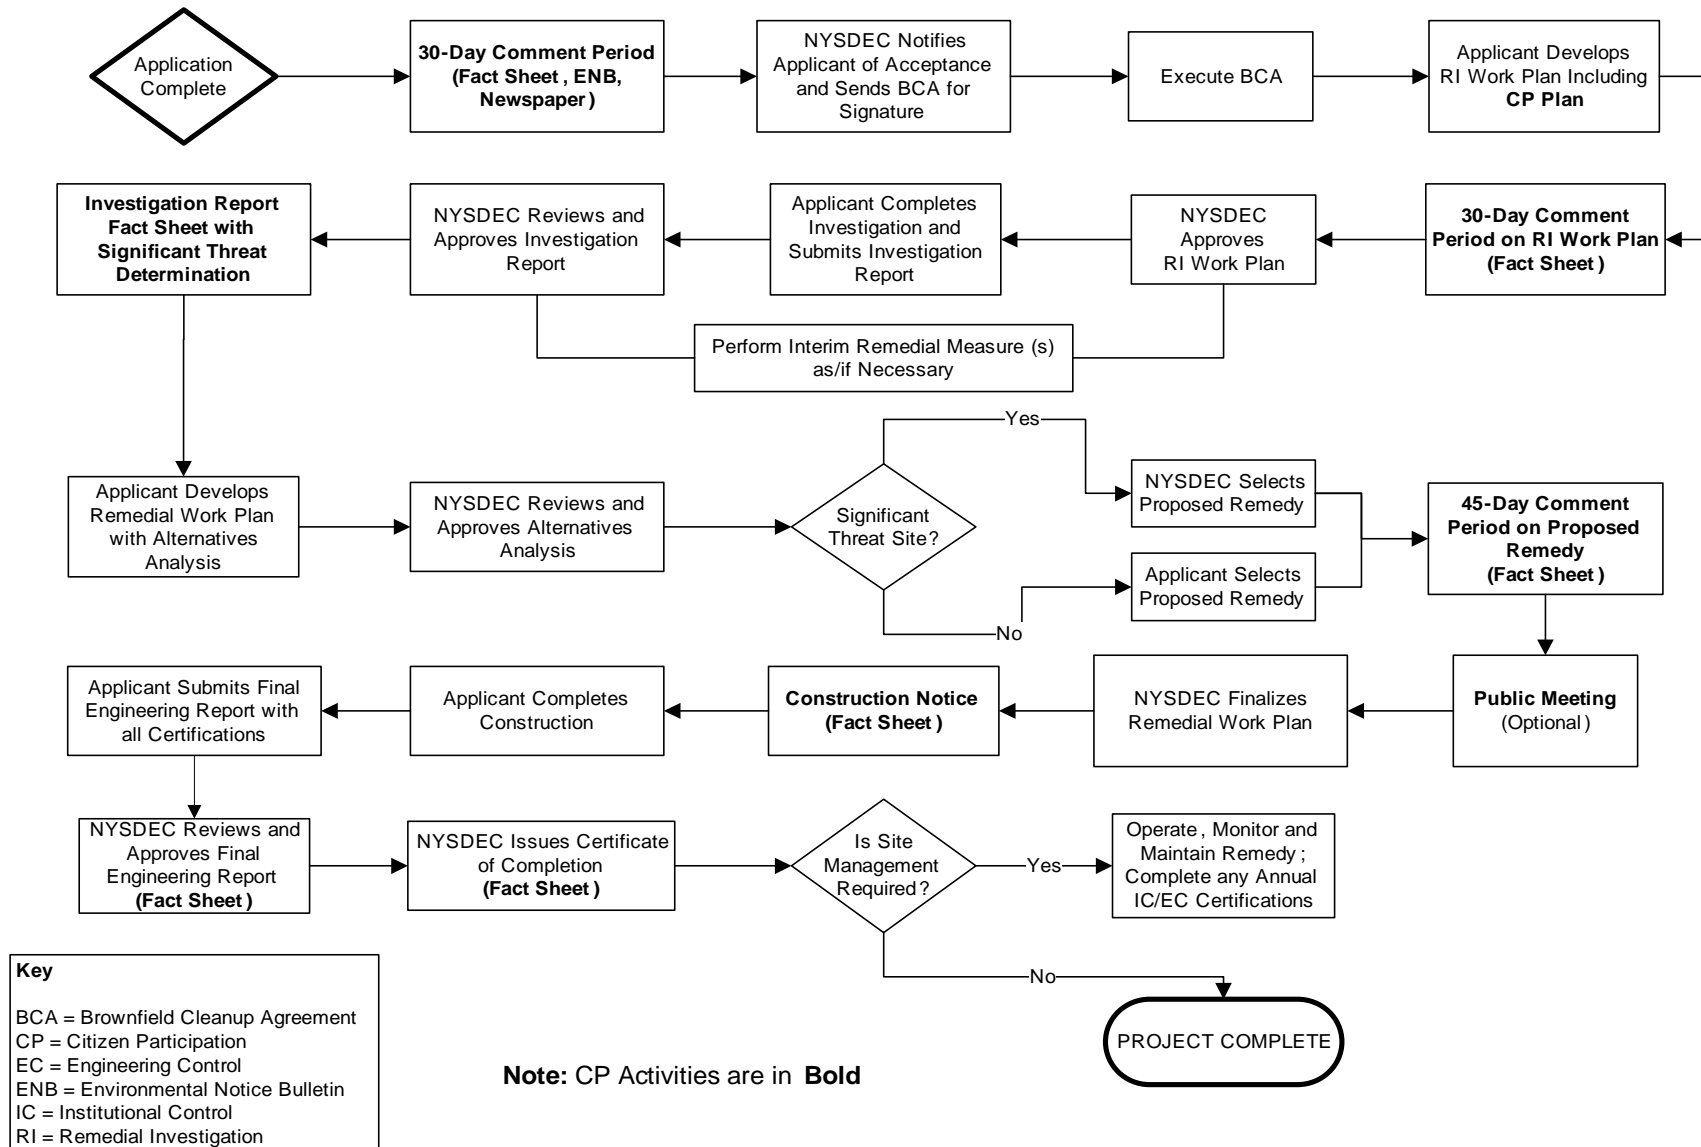 Application
Complete
30-Day Comment Period
(Fact Sheet , ENB,
Newspaper )
NYSDEC Notifies
Applicant of Acceptance
and Sends BCA for
Signature
Execute BCA
Applicant Develops
RI Work Plan Including
CP Plan
Investigation Report
Fact Sheet with
Significant Threat
Determination
NYSDEC Reviews and
Approves Investigation
Report
Applicant Completes
Investigation and
Submits Investigation
Report
NYSDEC
Approves
RI Work Plan
30-Day Comment
Period on RI Work Plan
(Fact Sheet )
Perform Interim Remedial Measure (s)
as/if Necessary
Applicant Develops
Remedial Work Plan
with Alternatives
Analysis
NYSDEC Reviews and
Approves Alternatives
Analysis
Significant
Threat Site?
Yes
No
NYSDEC Selects
Proposed Remedy
Applicant Selects
Proposed Remedy
45-Day Comment
Period on Proposed
Remedy
(Fact Sheet )
Applicant Submits Final
Engineering Report with
all Certifications
Applicant Completes
Construction
Construction Notice
(Fact Sheet )
NYSDEC Finalizes
Remedial Work Plan
Public Meeting
(Optional )
NYSDEC Reviews and
Approves Final
Engineering Report
(Fact Sheet )
NYSDEC Issues Certificate
of Completion
(Fact Sheet )
Is Site
Management
Required?
Yes
Operate , Monitor and
Maintain Remedy ;
Complete any Annual
IC/EC Certifications
No
PROJECT COMPLETE
Key
BCA = Brownfield Cleanup Agreement
CP = Citizen Participation
EC = Engineering Control
ENB = Environmental Notice Bulletin
IC = Institutional Control
RI = Remedial Investigation
Note: CP Activities are in Bold